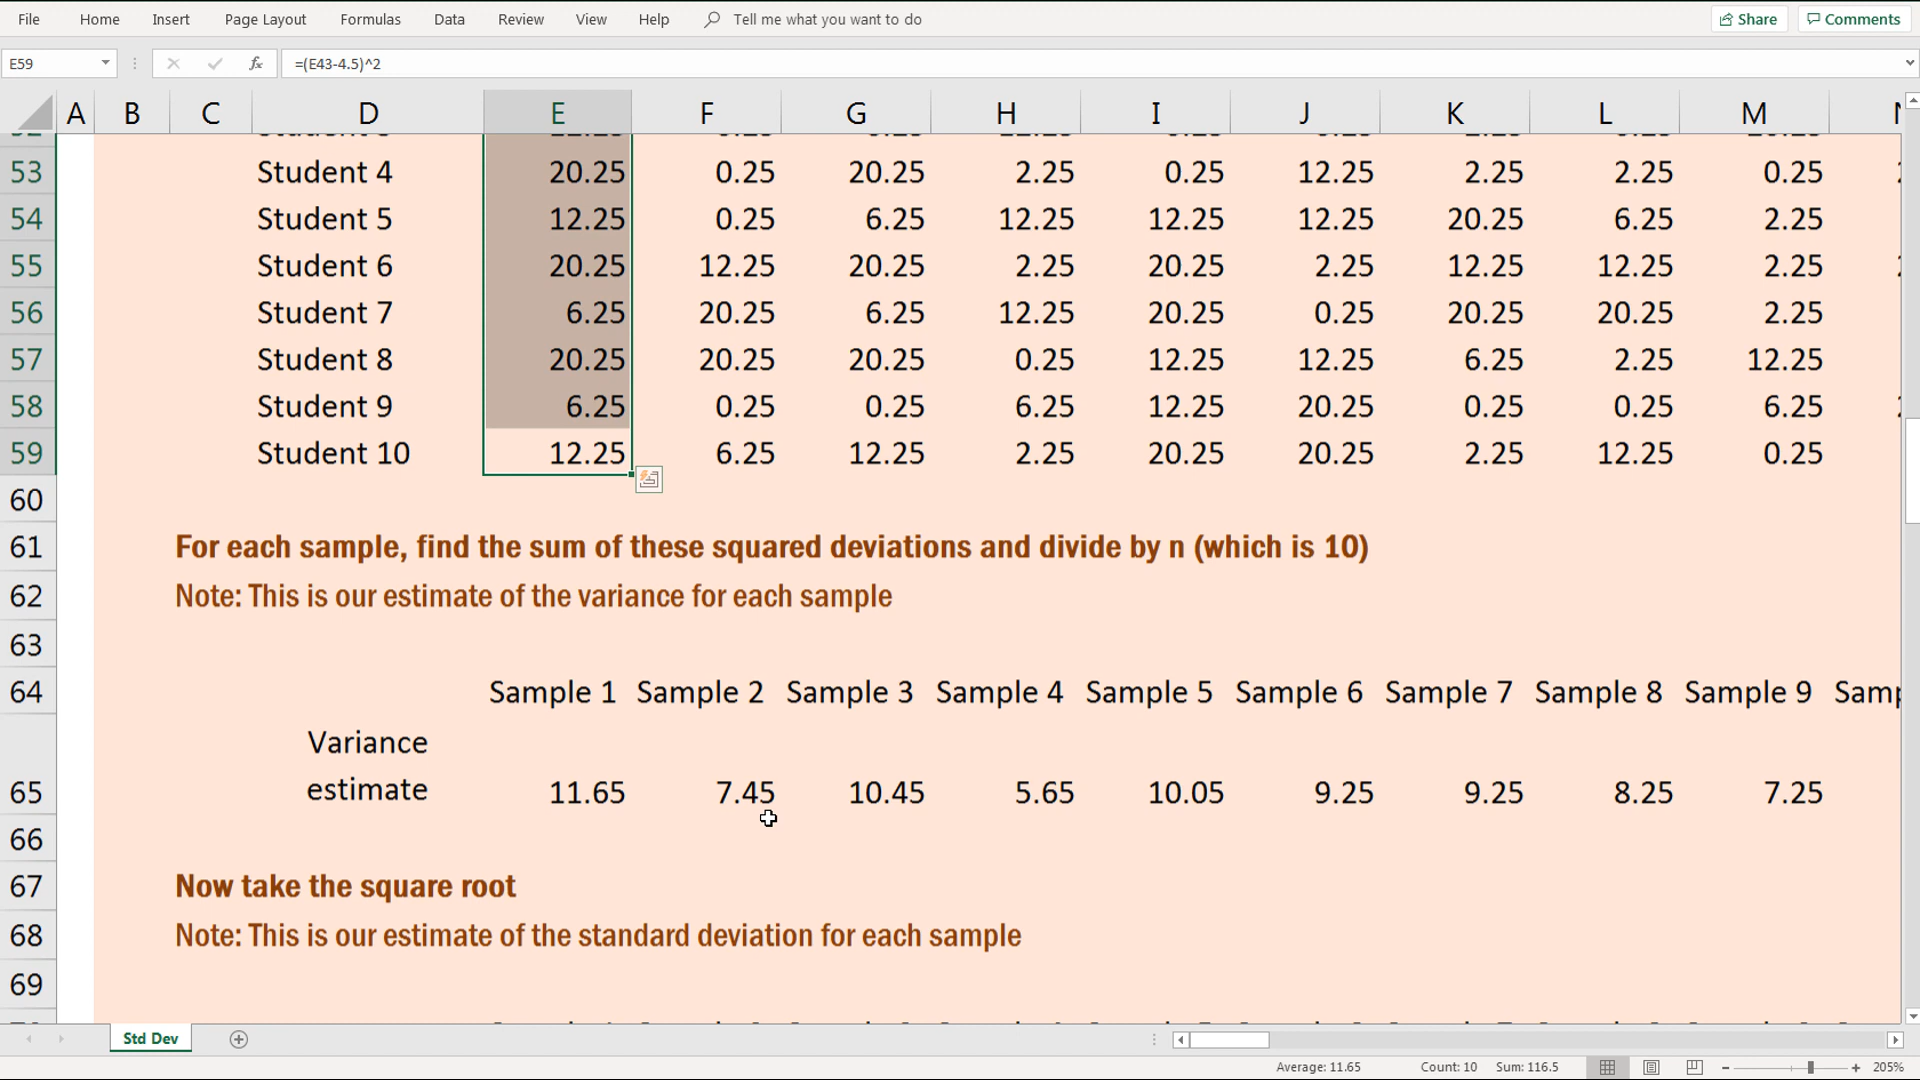 File Home Insert Page Layout Formulas Data Review View Help Tell me what you want to do Share Comments
E59 fx =(E43-4.5)^2
A B C D E F G H I J K L M
53 Student 4 20.25 0.25 20.25 2.25 0.25 12.25 2.25 2.25 0.25
54 Student 5 12.25 0.25 6.25 12.25 12.25 12.25 20.25 6.25 2.25
55 Student 6 20.25 12.25 20.25 2.25 20.25 2.25 12.25 12.25 2.25
56 Student 7 6.25 20.25 6.25 12.25 20.25 0.25 20.25 20.25 2.25
57 Student 8 20.25 20.25 20.25 0.25 12.25 12.25 6.25 2.25 12.25
58 Student 9 6.25 0.25 0.25 6.25 12.25 20.25 0.25 0.25 6.25
59 Student 10 12.25 6.25 12.25 2.25 20.25 20.25 2.25 12.25 0.25
60
61 For each sample, find the sum of these squared deviations and divide by n (which is 10)
62 Note: This is our estimate of the variance for each sample
63
64 Sample 1 Sample 2 Sample 3 Sample 4 Sample 5 Sample 6 Sample 7 Sample 8 Sample 9
Variance
65 estimate 11.65 7.45 10.45 5.65 10.05 9.25 9.25 8.25 7.25
66
67 Now take the square root
68 Note: This is our estimate of the standard deviation for each sample
69
Std Dev
Average: 11.65 Count: 10 Sum: 116.5 205%